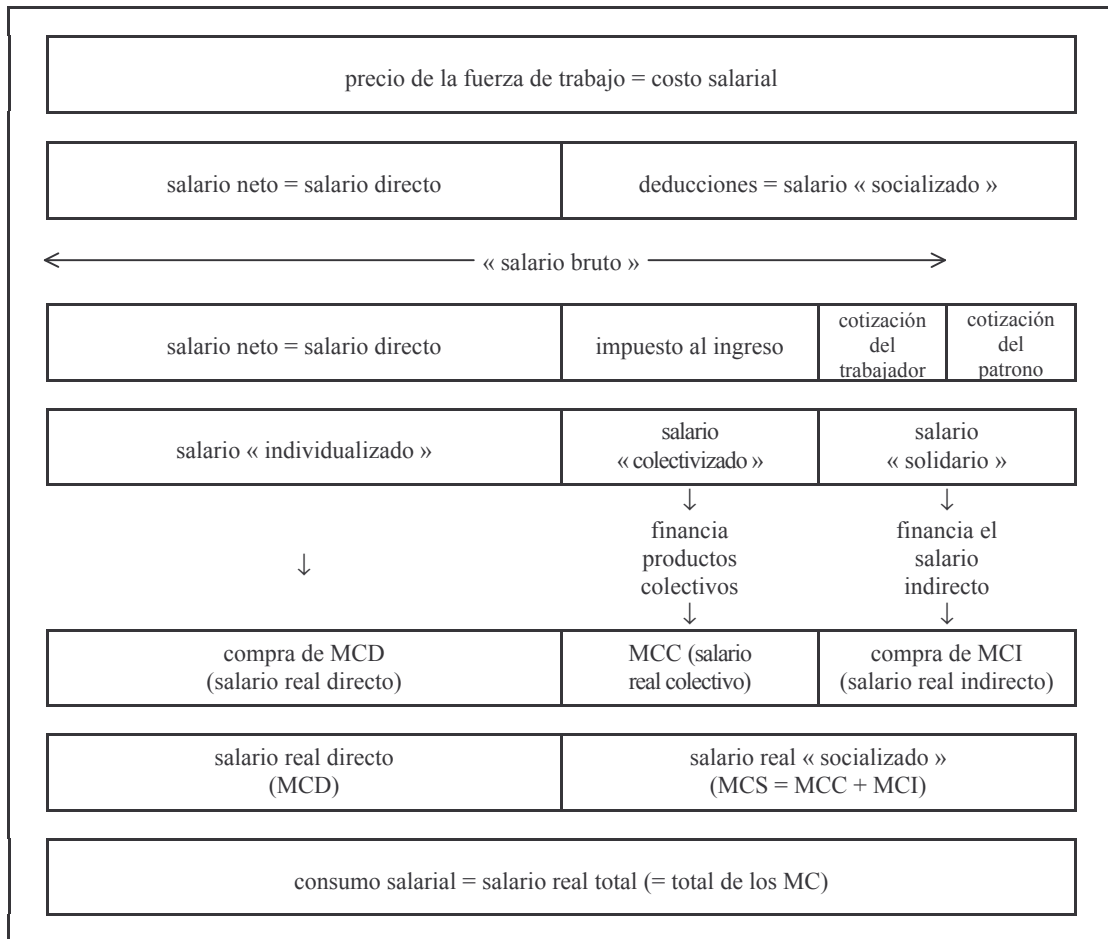 precio de la fuerza de trabajo = costo salarial
salario neto = salario directo
deducciones = salario « socializado »
« salario bruto »
salario neto = salario directo
impuesto al ingreso
cotización
del
trabajador
cotización
del
patrono
salario « individualizado »
salario
« colectivizado »
salario
« solidario »
↓
↓
↓
financia
productos
colectivos
financia el
salario
indirecto
↓
↓
compra de MCD
(salario real directo)
MCC (salario
real colectivo)
compra de MCI
(salario real indirecto)
salario real directo
(MCD)
salario real « socializado »
(MCS = MCC + MCI)
consumo salarial = salario real total (= total de los MC)